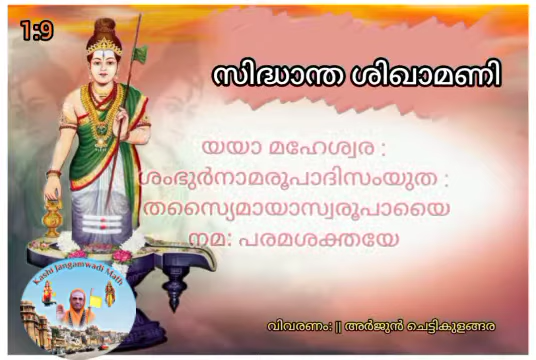 1:9
സിദ്ധാന്ത ശിഖാമണി
യയാ മഹേശ്വര :
ശംഭുർനാമരൂപാദിസംയുത :
തസ്യൈമായാസ്വരൂപായൈ
നമ: പരമശക്തയേ
Kashi Jangamwadi Math
വിവരണം: || അർജുൻ ചെട്ടികുളങ്ങര